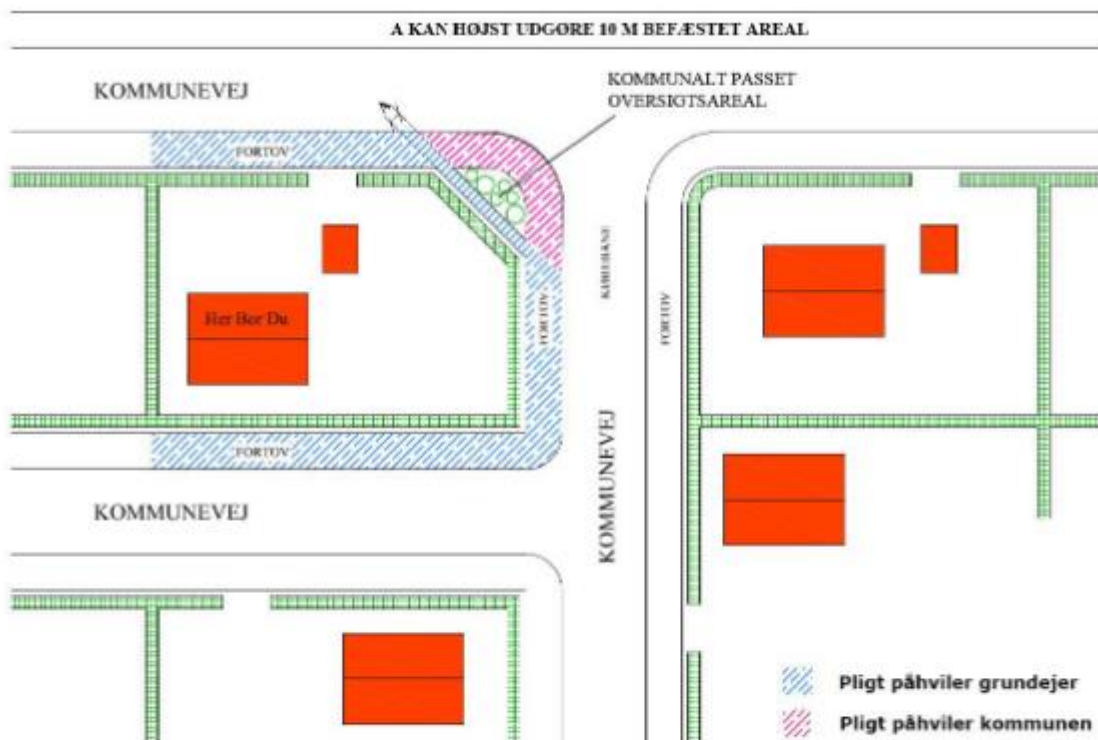 A KAN HØJST UDGØRE 10 M BEFÆSTET AREAL
KOMMUNEVEJ
KOMMUNALT PASSET
OVERSIGTSAREAL
FORTOV
Her Bor Du
FORTOV
KØREBANE
FORTOV
FORTOV
KOMMUNEVEJ
KOMMUNEVEJ
Pligt påhviler grundejer
Pligt påhviler kommunen